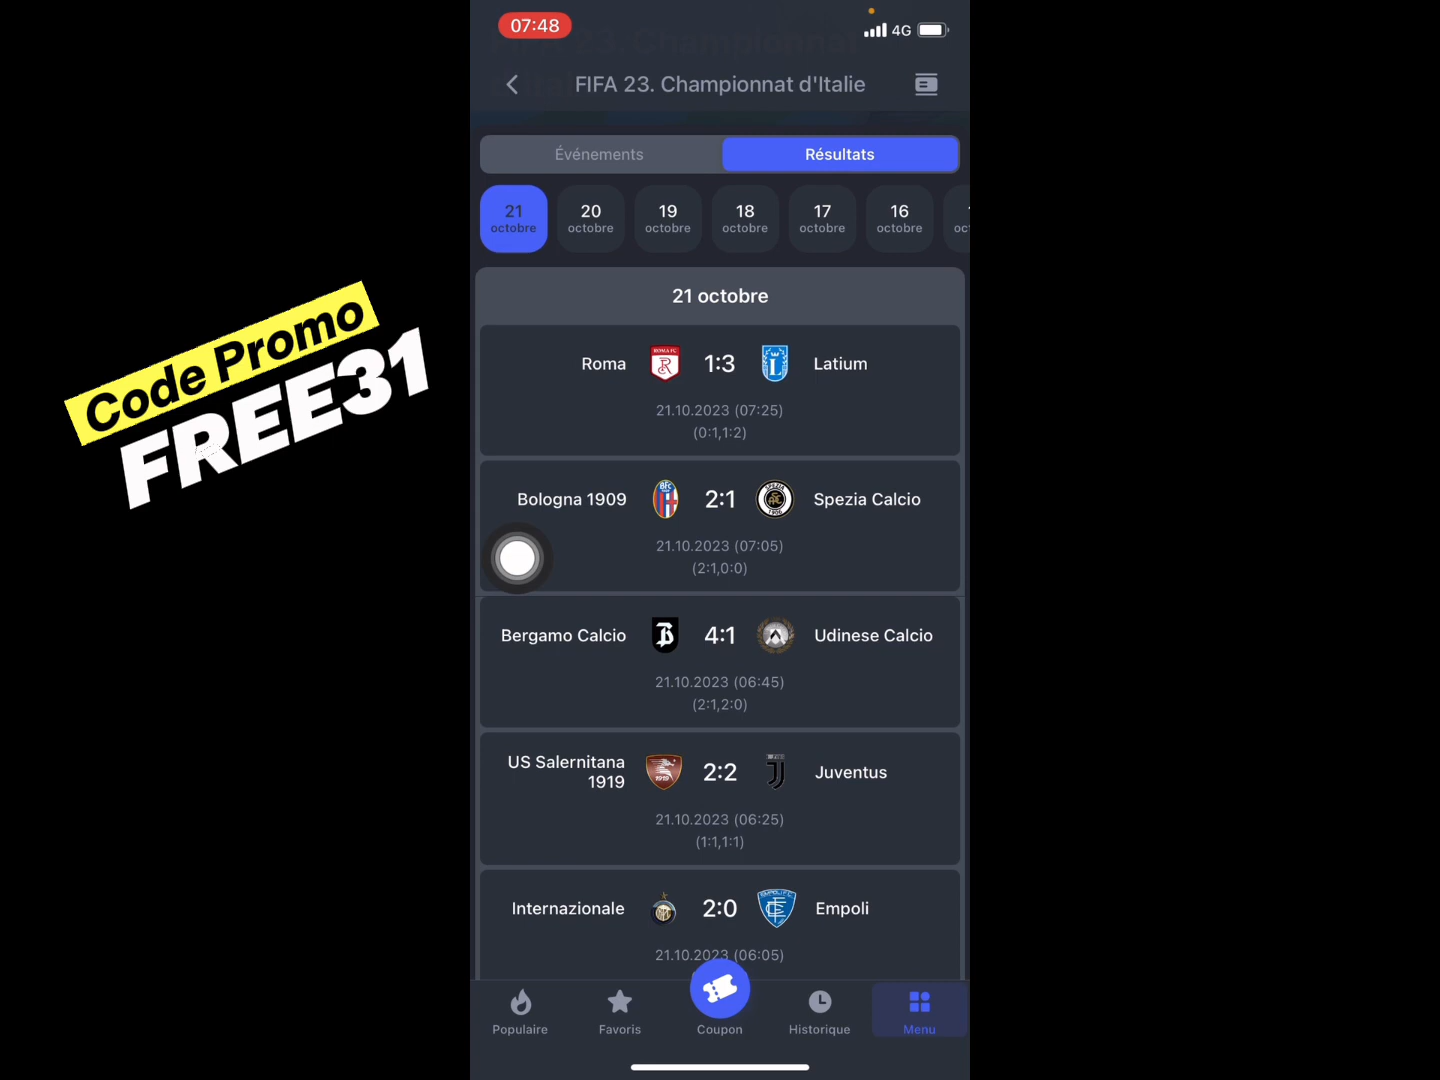 07:48
4G
FIFA 23. Championnat d'Italie
Événements
Résultats
21
octobre
20
octobre
19
octobre
18
octobre
17
octobre
16
octobre
21 octobre
Roma 1:3 Latium
21.10.2023 (07:25)
(0:1,1:2)
Bologna 1909 2:1 Spezia Calcio
21.10.2023 (07:05)
(2:1,0:0)
Bergamo Calcio 4:1 Udinese Calcio
21.10.2023 (06:45)
(2:1,2:0)
US Salernitana
1919
2:2 Juventus
21.10.2023 (06:25)
(1:1,1:1)
Internazionale 2:0 Empoli
21.10.2023 (06:05)
Populaire
Favoris
Coupon
Historique
Menu
Code Promo
FREE31